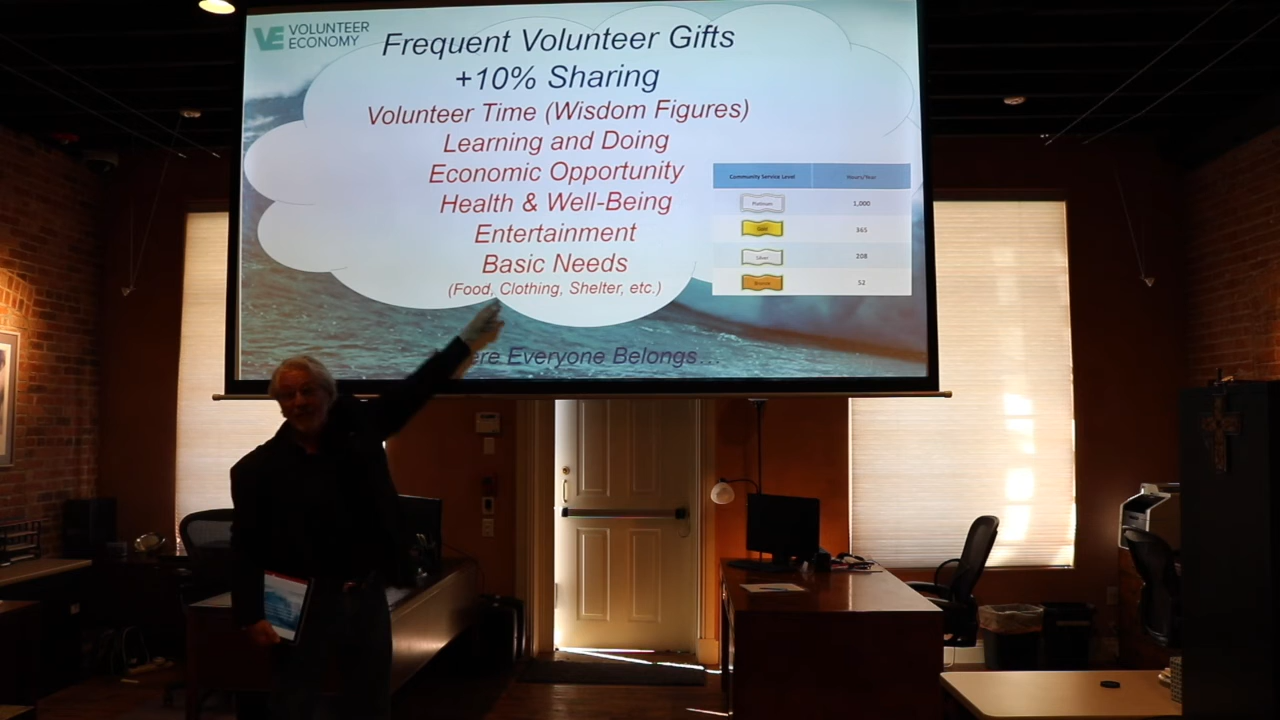 VE VOLUNTEER
ECONOMY
Frequent Volunteer Gifts
+10% Sharing
Volunteer Time (Wisdom Figures)
Learning and Doing
Economic Opportunity
Health & Well-Being
Entertainment
Basic Needs
(Food, Clothing, Shelter, etc.)
Community Service Level Hours/Year
Platinum 1,000
Gold 365
Silver 208
Bronze 52
Everyone Belongs...